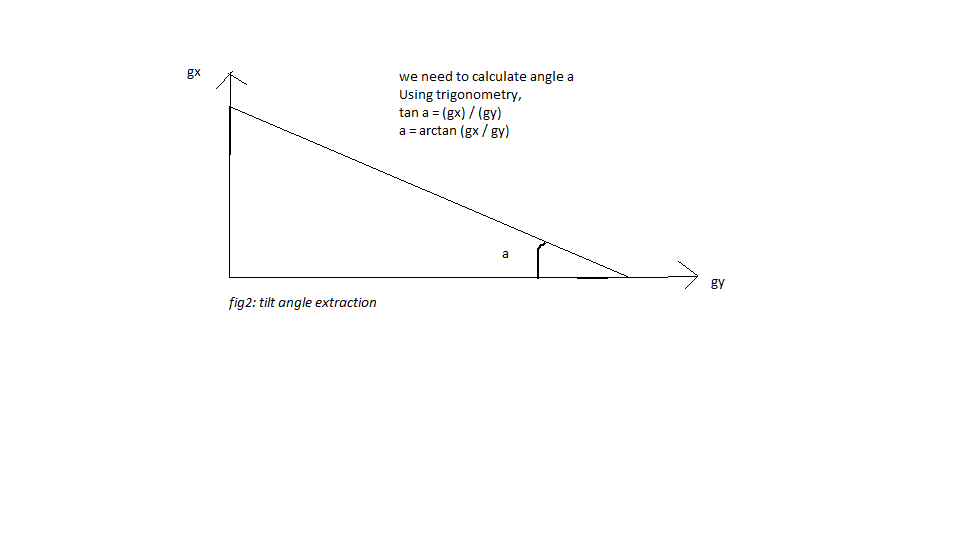 gx
we need to calculate angle a
Using trigonometry,
tan a = (gx) / (gy)
a = arctan (gx / gy)
a
gy
fig2: tilt angle extraction